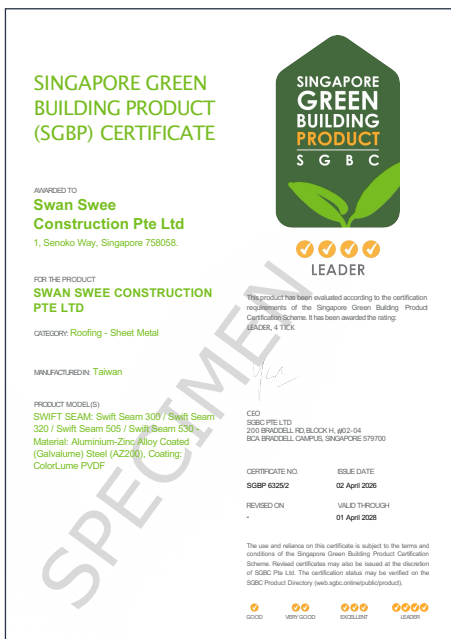 SINGAPORE GREEN
BUILDING PRODUCT
(SGBP) CERTIFICATE
AWARDED TO
Swan Swee
Construction Pte Ltd
1, Senoko Way, Singapore 758058.
FOR THE PRODUCT
SWAN SWEE CONSTRUCTION
PTE LTD
CATEGORY: Roofing - Sheet Metal
MANUFACTURED IN: Taiwan
PRODUCT MODEL(S)
SWIFT SEAM: Swift Seam 300 / Swift Seam
320 / Swift Seam 505 / Swift Seam 530 -
Material: Aluminium-Zinc Alloy Coated
(Galvalume) Steel (AZ200), Coating:
ColorLume PVDF
SPECIMEN
SINGAPORE
GREEN
BUILDING
PRODUCT
S G B C
LEADER
This product has been evaluated according to the certification
requirements of the Singapore Green Building Product
Certification Scheme. It has been awarded the rating:
LEADER, 4 TICK
CEO
SGBC PTE LTD
200 BRADDELL RD, BLOCK H, #02-04
BCA BRADDELL CAMPUS, SINGAPORE 579700
CERTIFICATE NO. ISSUE DATE
SGBP 6325/2 02 April 2026
REVISED ON VALID THROUGH
- 01 April 2028
The use and reliance on this certificate is subject to the terms and
conditions of the Singapore Green Building Product Certification
Scheme. Revised certificates may also be issued at the discretion
of SGBC Pte Ltd. The certification status may be verified on the
SGBC Product Directory (web.sgbc.online/public/product).
GOOD VERY GOOD EXCELLENT LEADER